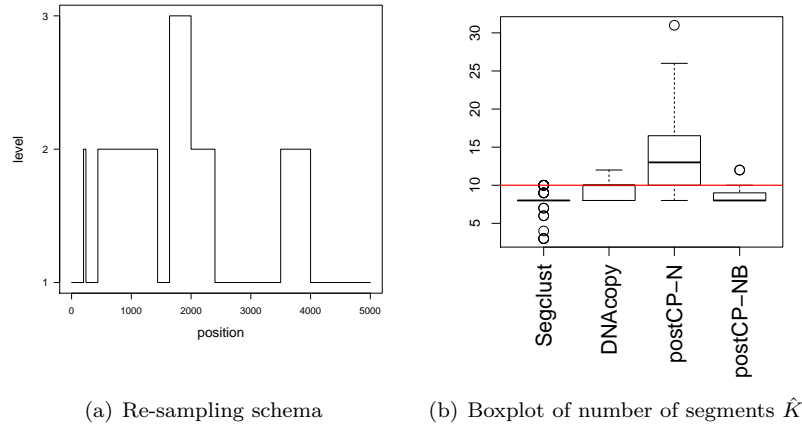 3
2
1
level
0
1000
2000
3000
4000
5000
position
(a) Re-sampling schema
30
25
20
15
10
5
Segclust
DNAcopy
postCP−N
postCP−NB
(b) Boxplot of number of segments K̂